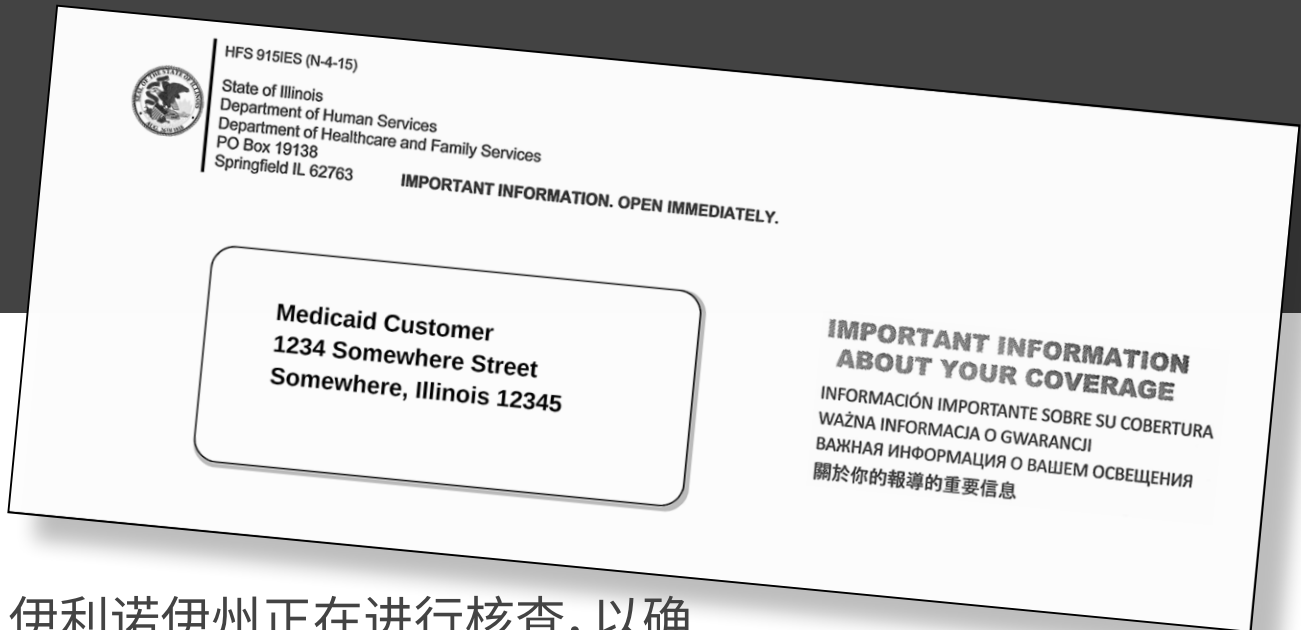 HFS 915IES (N-4-15)
State of Illinois
Department of Human Services
Department of Healthcare and Family Services
PO Box 19138
Springfield IL 62763
IMPORTANT INFORMATION. OPEN IMMEDIATELY.
Medicaid Customer
1234 Somewhere Street
Somewhere, Illinois 12345
IMPORTANT INFORMATION
ABOUT YOUR COVERAGE
INFORMACIÓN IMPORTANTE SOBRE SU COBERTURA
WAŻNA INFORMACJA O GWARANCJI
ВАЖНАЯ ИНФОРМАЦИЯ О ВАШЕМ ОСВЕЩЕНИЯ
關於你的報導的重要信息
伊利诺伊州正在进行核查，以确